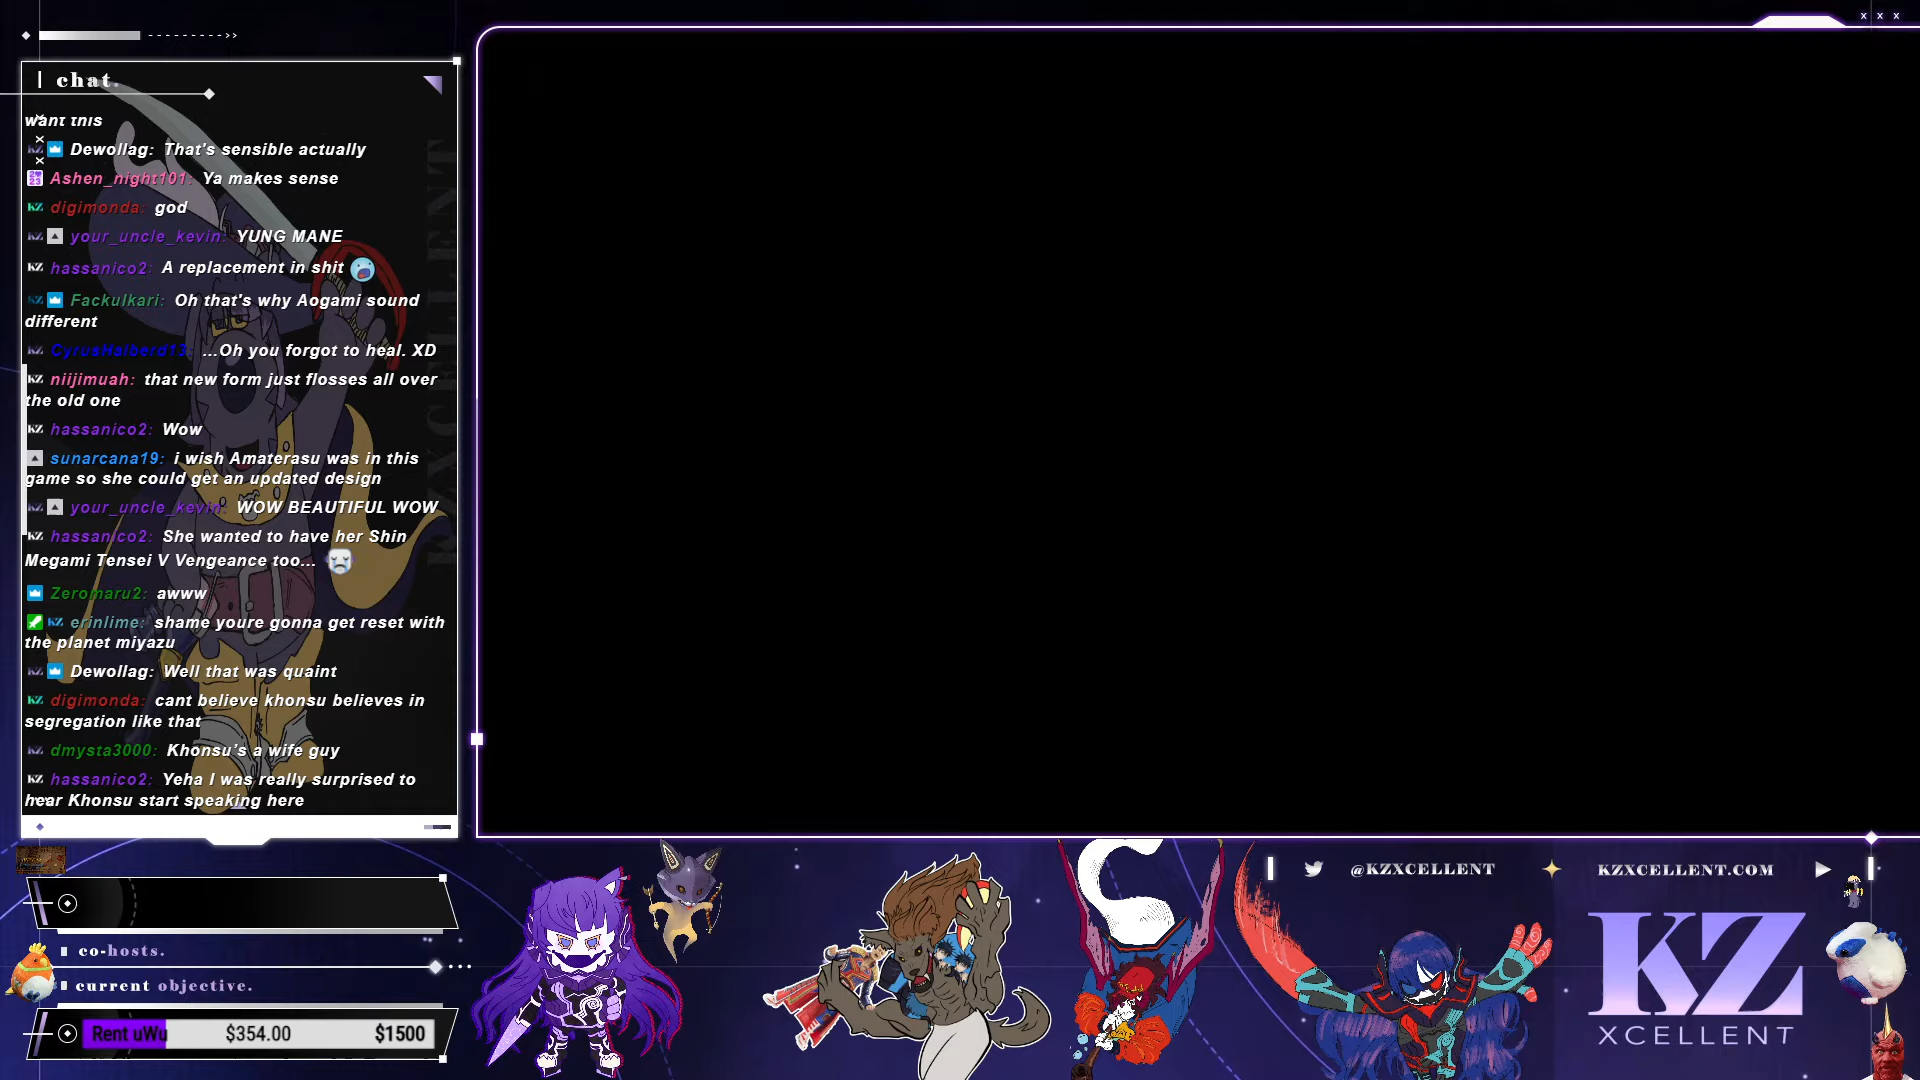 x x x
chat.
want this
Dewollag: That's sensible actually
Ashen_night101: Ya makes sense
digimonda: god
your_uncle_kevin: YUNG MANE
hassanico2: A replacement in shit
FackuIkari: Oh that's why Aogami sound
different
CyrusHalberd13: ...Oh you forgot to heal. XD
niijimuah: that new form just flosses all over
the old one
hassanico2: Wow
sunarcana19: i wish Amaterasu was in this
game so she could get an updated design
your_uncle_kevin: WOW BEAUTIFUL WOW
hassanico2: She wanted to have her Shin
Megami Tensei V Vengeance too...
Zeromaru2: awww
erinlime: shame youre gonna get reset with
the planet miyazu
Dewollag: Well that was quaint
digimonda: cant believe khonsu believes in
segregation like that
dmysta3000: Khonsu's a wife guy
hassanico2: Yeha I was really surprised to
hear Khonsu start speaking here
KZXCELLENT
co-hosts.
current objective.
Rent uWu $354.00 $1500
@KZXCELLENT KZXCELLENT.COM
KZ
XCELLENT